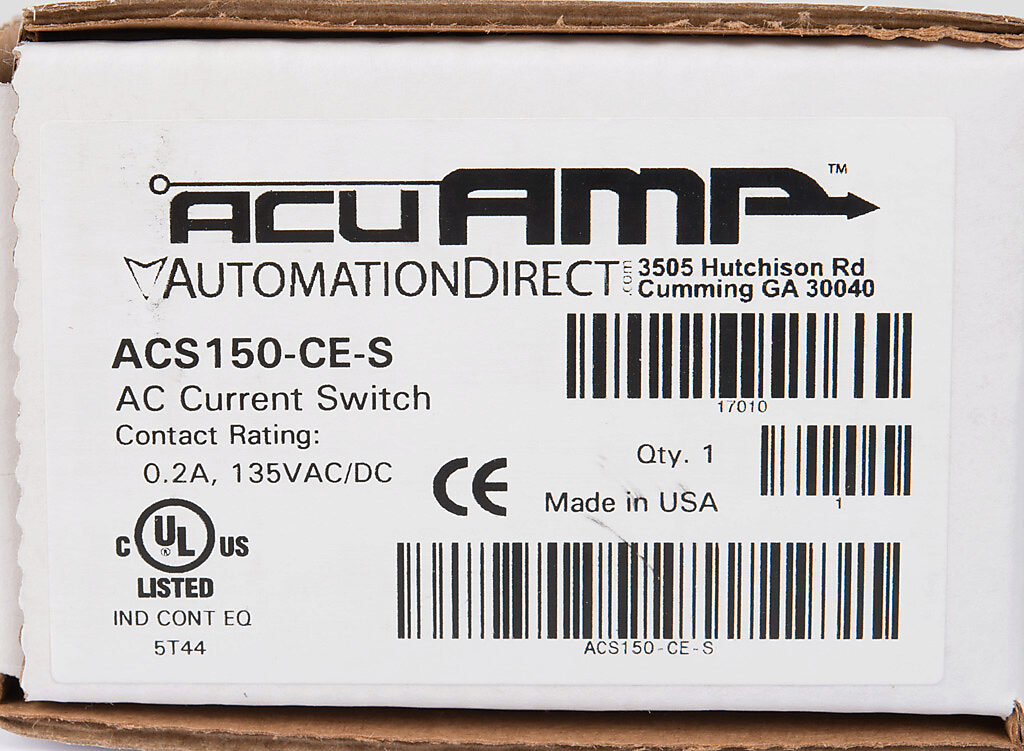 ACUAMP™
AUTOMATIONDIRECT.com
3505 Hutchison Rd
Cumming GA 30040
ACS150-CE-S
AC Current Switch
Contact Rating:
0.2A, 135VAC/DC
17010
Qty. 1
1
CE
Made in USA
C UL® US
LISTED
IND CONT EQ
5T44
ACS150-CE-S